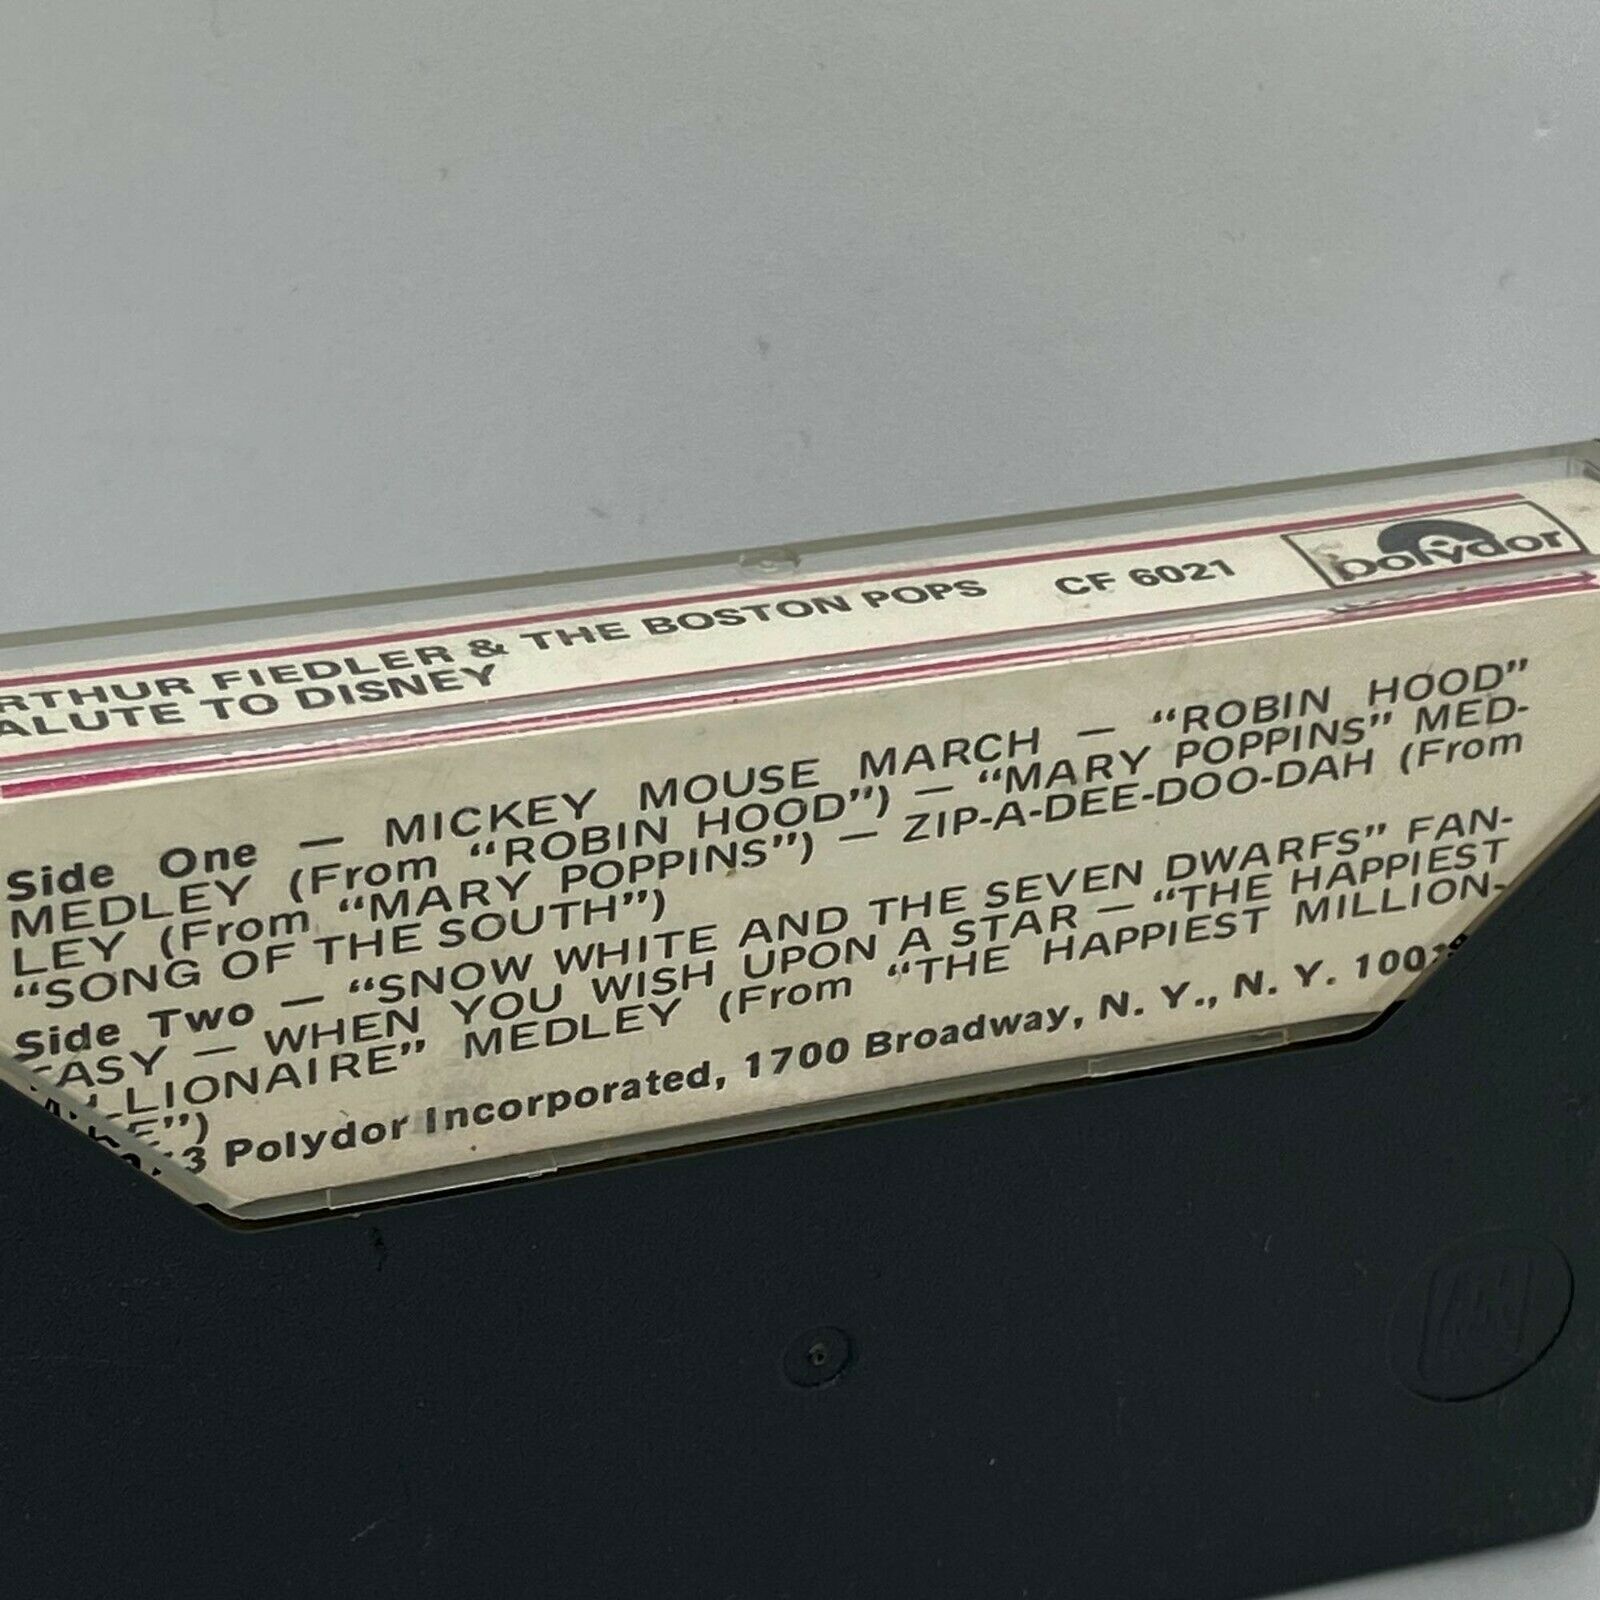 RTHUR FIEDLER & THE BOSTON POPS CF 6021 polydor
ALUTE TO DISNEY
Side One — MICKEY MOUSE MARCH — “ROBIN HOOD”
MEDLEY (From “ROBIN HOOD”) — “MARY POPPINS” MED-
LEY (From “MARY POPPINS”) — ZIP-A-DEE-DOO-DAH (From
“SONG OF THE SOUTH”)
Side Two — “SNOW WHITE AND THE SEVEN DWARFS” FAN-
ASY — WHEN YOU WISH UPON A STAR — “THE HAPPIEST
LLIONAIRE” MEDLEY (From “THE HAPPIEST MILLION-
E”)
3 Polydor Incorporated, 1700 Broadway, N. Y., N. Y. 10019